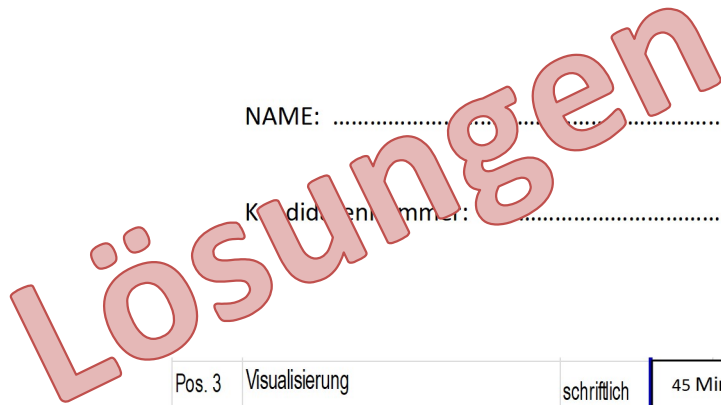 Lösungen
NAME: ........................................................
Kandidatennummer: ........................................
Pos. 3 Visualisierung schriftlich 45 Min